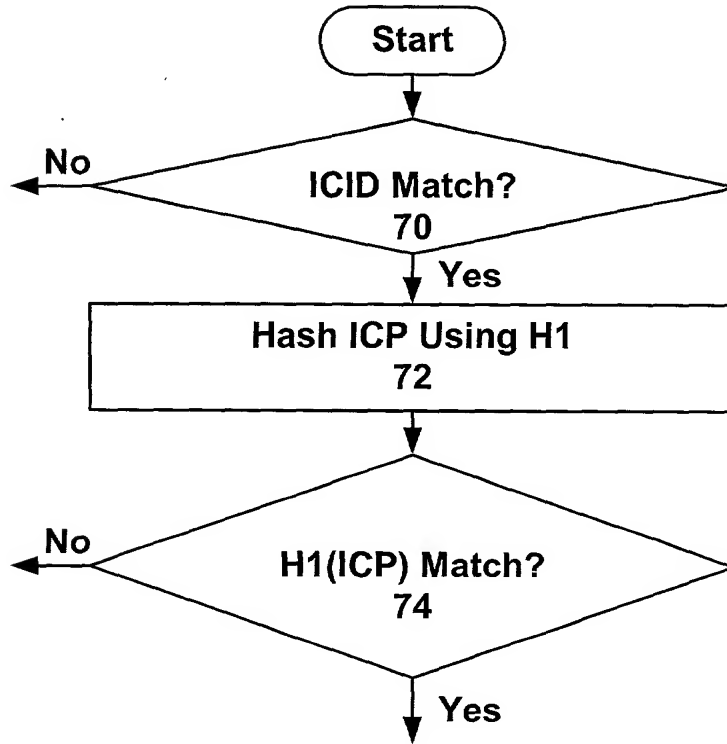 Start
No
ICID Match?
70
Yes
Hash ICP Using H1
72
No
H1(ICP) Match?
74
Yes